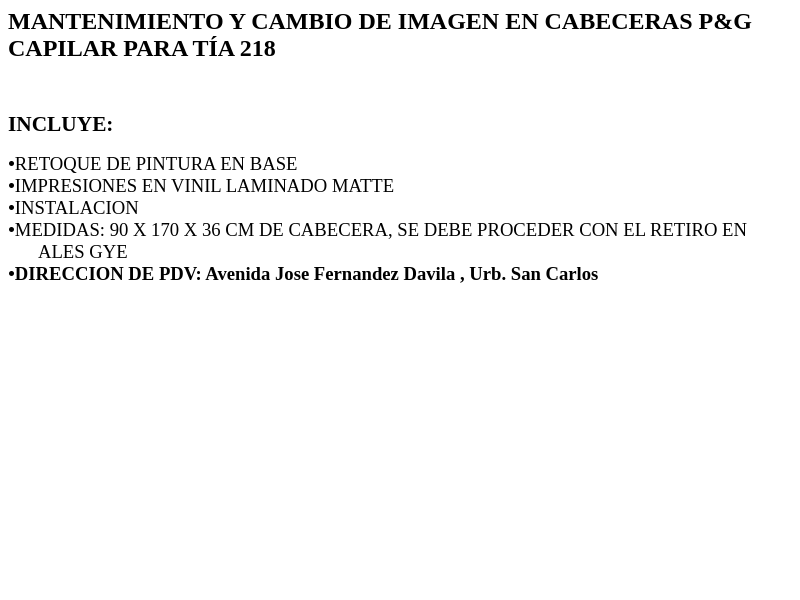 MANTENIMIENTO Y CAMBIO DE IMAGEN EN CABECERAS P&G
CAPILAR PARA TÍA 218
INCLUYE:
•RETOQUE DE PINTURA EN BASE
•IMPRESIONES EN VINIL LAMINADO MATTE
•INSTALACION
•MEDIDAS: 90 X 170 X 36 CM DE CABECERA, SE DEBE PROCEDER CON EL RETIRO EN
ALES GYE
•DIRECCION DE PDV: Avenida Jose Fernandez Davila , Urb. San Carlos